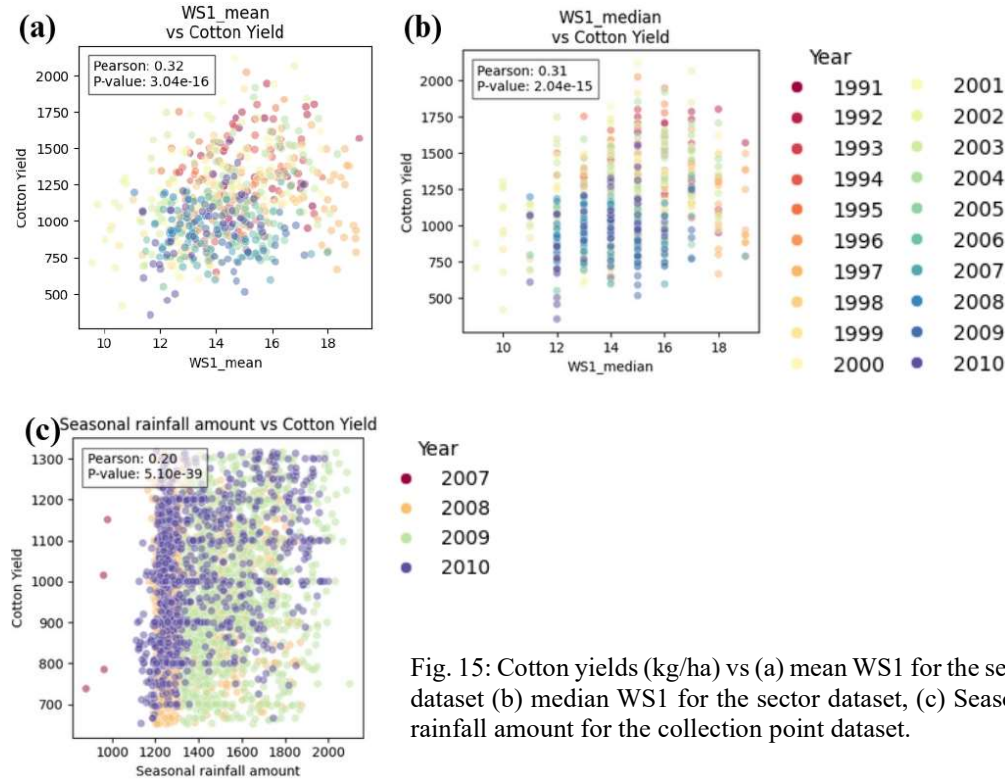 (a)
WS1_mean
vs Cotton Yield
Pearson: 0.32
P-value: 3.04e-16
2000
1750
1500
1250
1000
750
500
Cotton Yield
10 12 14 16 18
WS1_mean
(b)
WS1_median
vs Cotton Yield
Pearson: 0.31
P-value: 2.04e-15
2000
1750
1500
1250
1000
750
500
Cotton Yield
10 12 14 16 18
WS1_median
Year
1991 2001
1992 2002
1993 2003
1994 2004
1995 2005
1996 2006
1997 2007
1998 2008
1999 2009
2000 2010
(c)
Seasonal rainfall amount vs Cotton Yield
Pearson: 0.20
P-value: 5.10e-39
1300
1200
1100
1000
900
800
700
Cotton Yield
1000 1200 1400 1600 1800 2000
Seasonal rainfall amount
Year
2007
2008
2009
2010
Fig. 15: Cotton yields (kg/ha) vs (a) mean WS1 for the se
dataset (b) median WS1 for the sector dataset, (c) Seaso
rainfall amount for the collection point dataset.